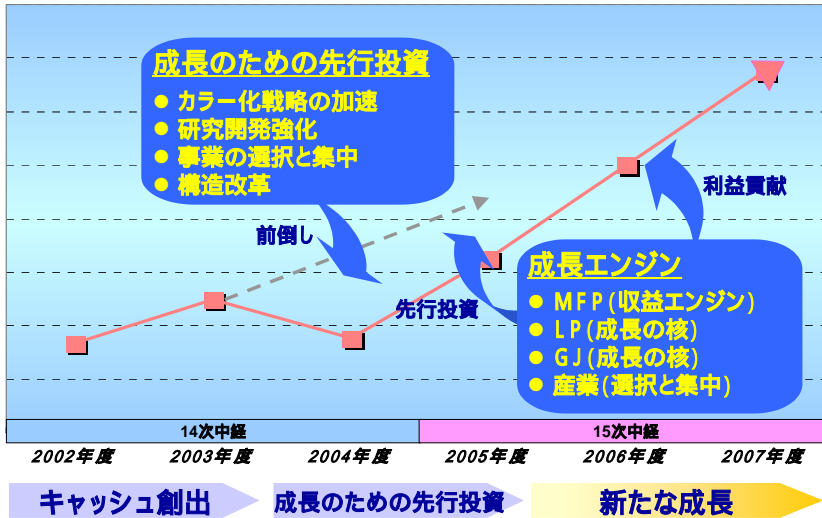 成長のための先行投資
● カラー化戦略の加速
● 研究開発強化
● 事業の選択と集中
● 構造改革
前倒し
先行投資
利益貢献
成長エンジン
● MFP(収益エンジン)
● LP(成長の核)
● GJ(成長の核)
● 産業(選択と集中)
14次中経
15次中経
2002年度
2003年度
2004年度
2005年度
2006年度
2007年度
キャッシュ創出
成長のための先行投資
新たな成長